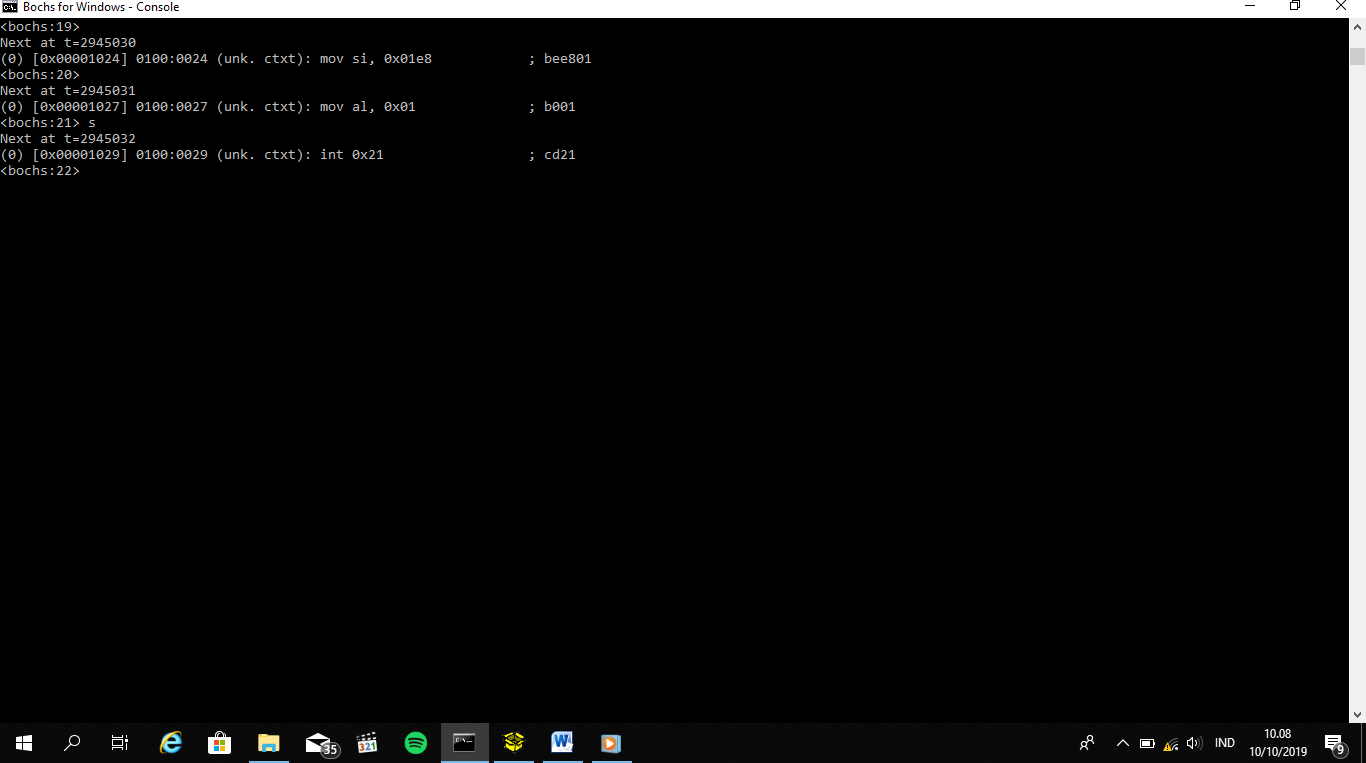 Bochs for Windows - Console
<bochs:19>
Next at t=2945030
(0) [0x00001024] 0100:0024 (unk. ctxt): mov si, 0x01e8            ; bee801
<bochs:20>
Next at t=2945031
(0) [0x00001027] 0100:0027 (unk. ctxt): mov al, 0x01              ; b001
<bochs:21> s
Next at t=2945032
(0) [0x00001029] 0100:0029 (unk. ctxt): int 0x21                  ; cd21
<bochs:22>
35
321
IND
10.08
10/10/2019
9